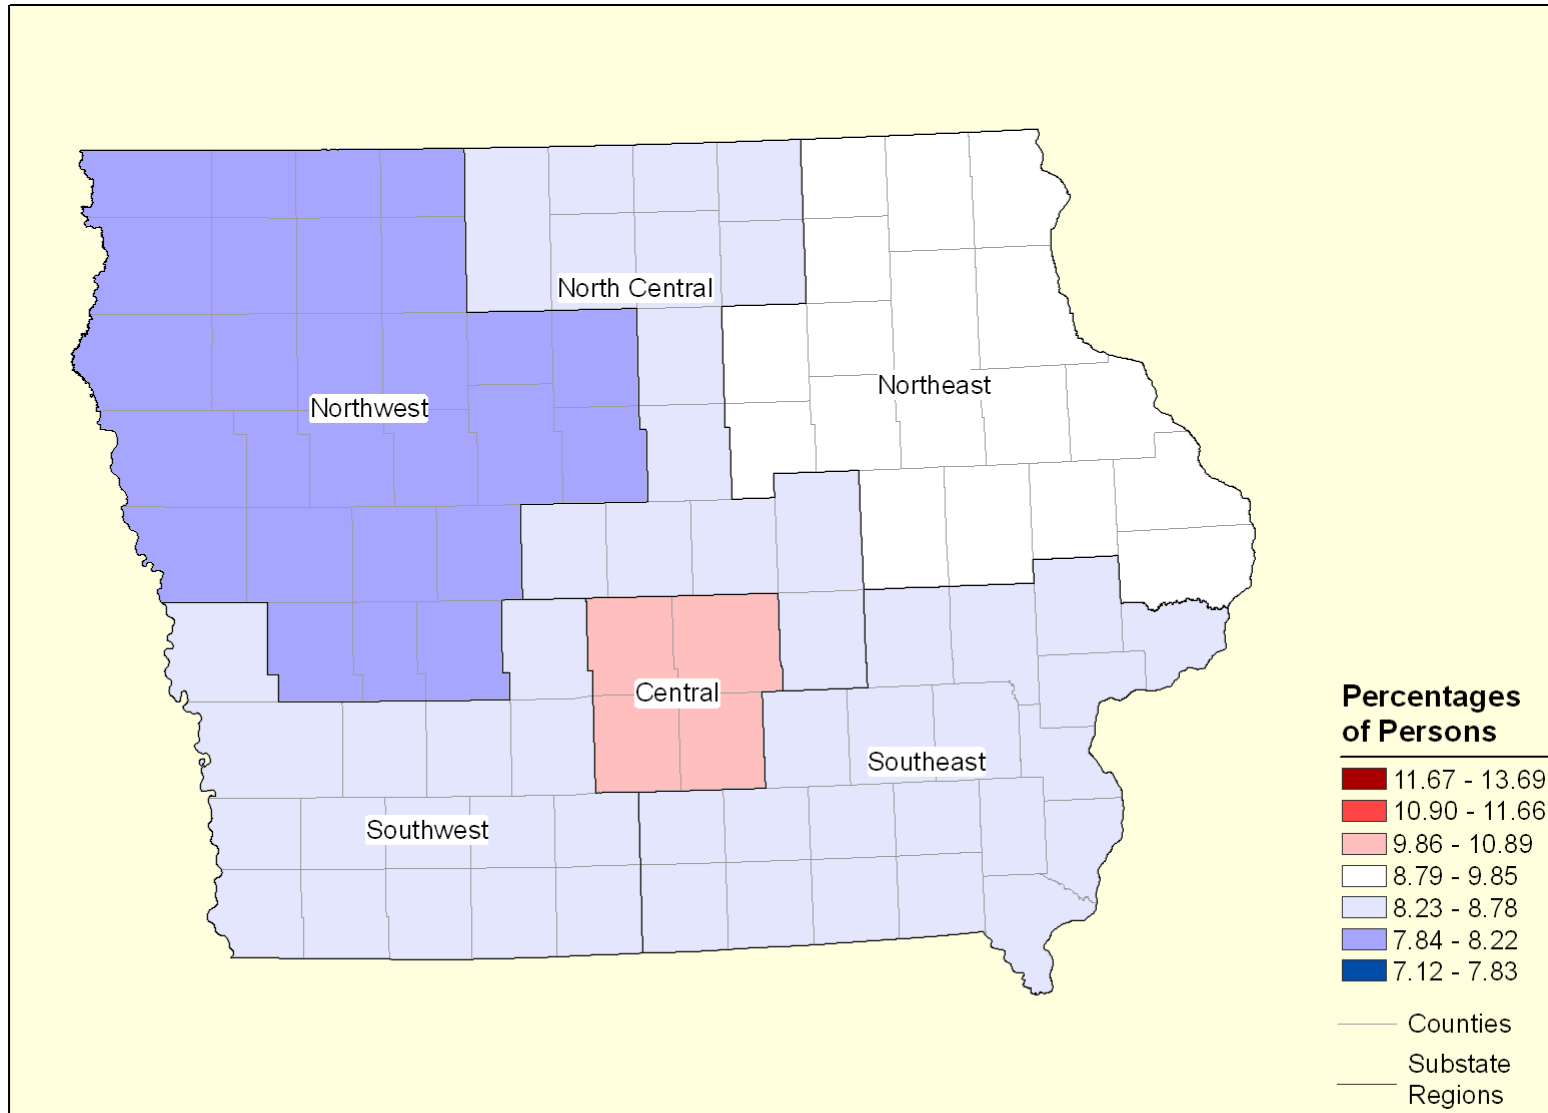 North Central
Northeast
Northwest
Central
Southeast
Southwest
Percentages
of Persons
11.67 - 13.69
10.90 - 11.66
9.86 - 10.89
8.79 - 9.85
8.23 - 8.78
7.84 - 8.22
7.12 - 7.83
Counties
Substate
Regions